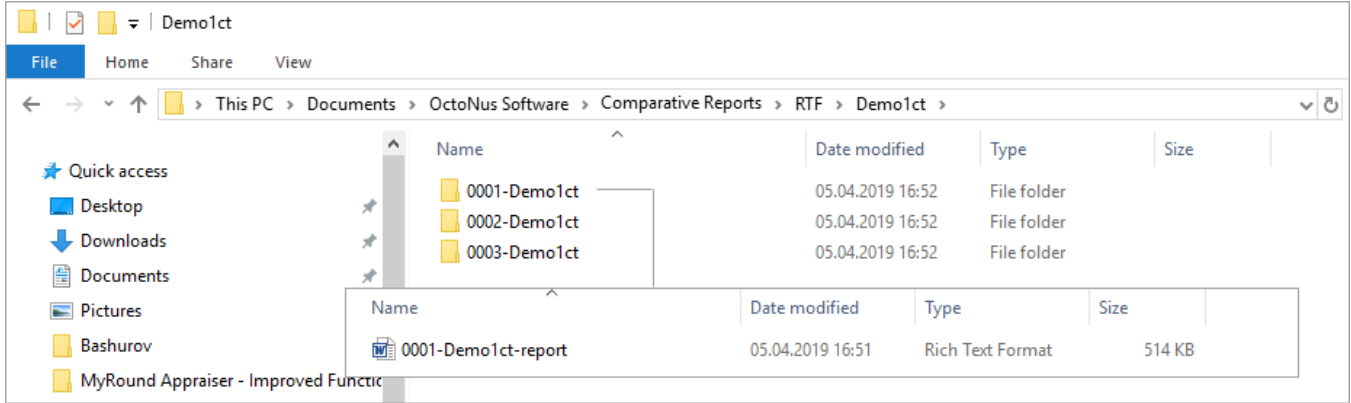 Demo1ct
File Home Share View
This PC > Documents > OctoNus Software > Comparative Reports > RTF > Demo1ct >
Name Date modified Type Size
Quick access
0001-Demo1ct 05.04.2019 16:52 File folder
Desktop
0002-Demo1ct 05.04.2019 16:52 File folder
Downloads
0003-Demo1ct 05.04.2019 16:52 File folder
Documents
Pictures
Name Date modified Type Size
Bashurov
0001-Demo1ct-report 05.04.2019 16:51 Rich Text Format 514 KB
MyRound Appraiser - Improved Functic